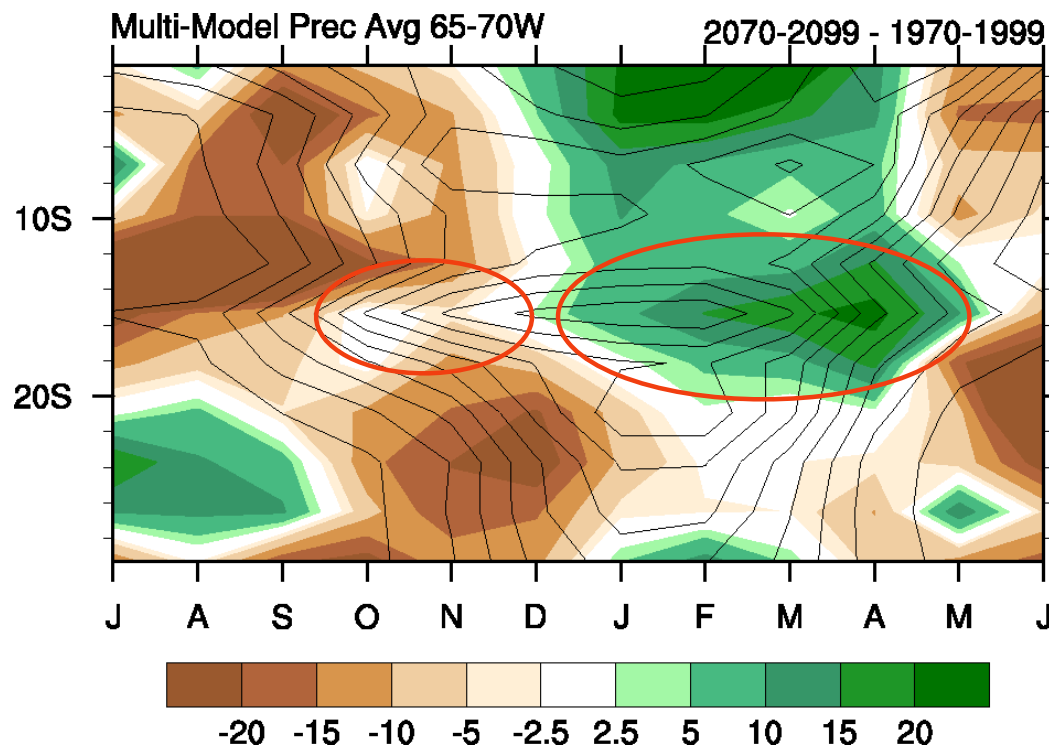 Multi-Model Prec Avg 65-70W
2070-2099 - 1970-1999
10S
20S
J A S O N D J F M A M J
-20 -15 -10 -5 -2.5 2.5 5 10 15 20